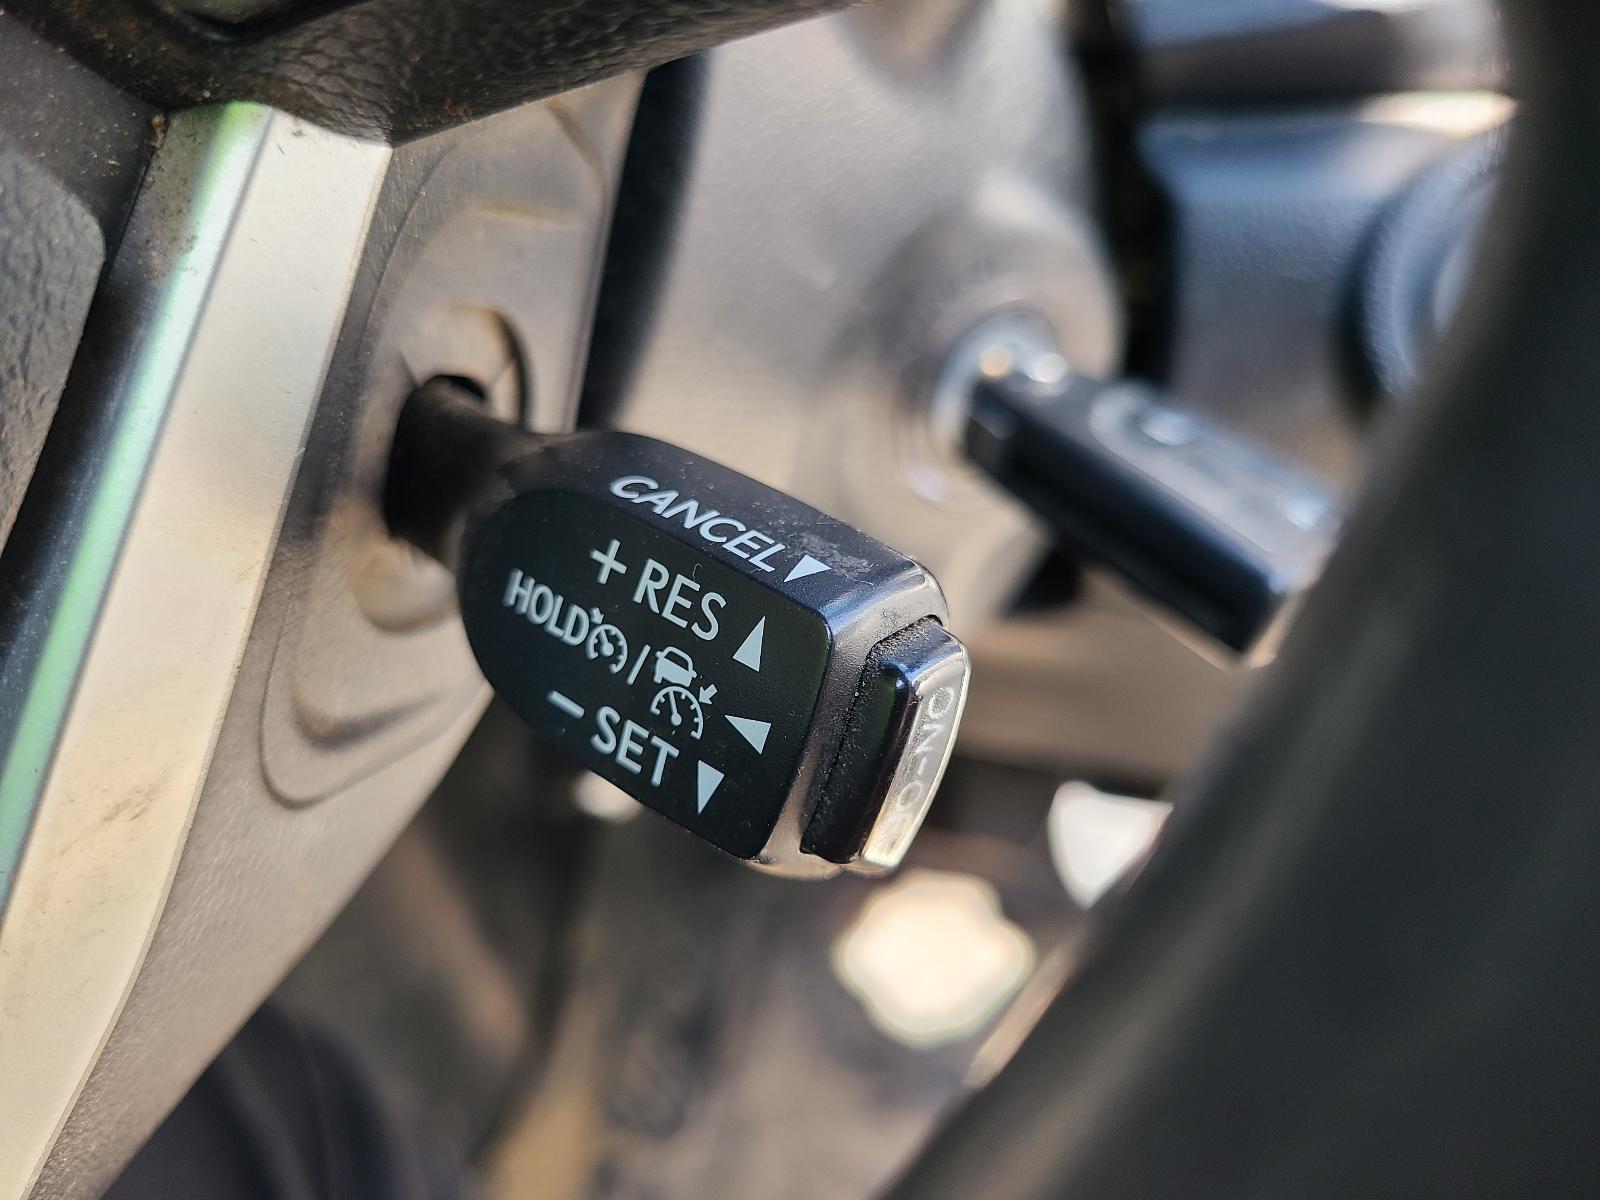 CANCEL
+ RES
HOLD /
- SET
ON-OFF